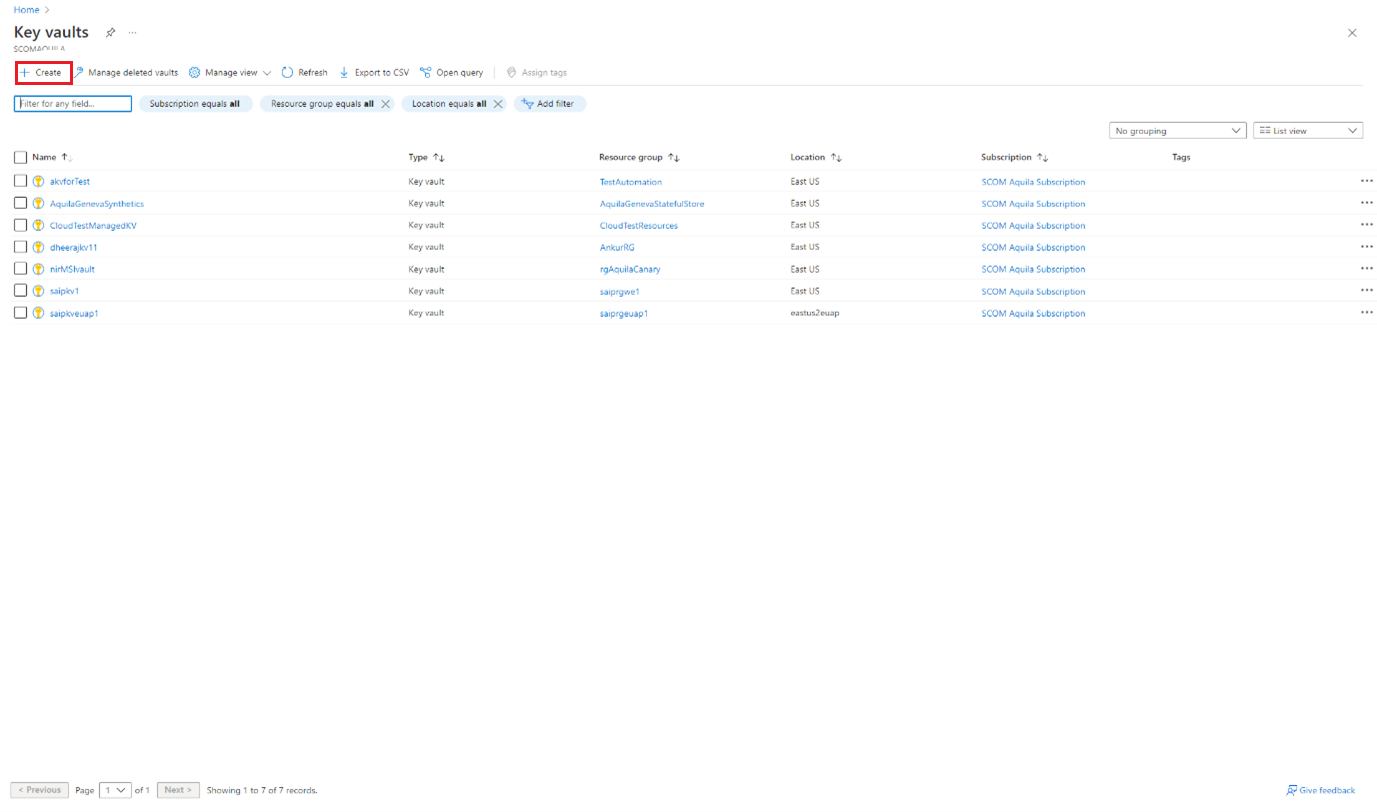 Home >
Key vaults ...
SCOMAQUILA
+ Create Manage deleted vaults Manage view Refresh Export to CSV Open query Assign tags
Filter for any field... Subscription equals all Resource group equals all Location equals all Add filter
No grouping List view
Name Type Resource group Location Subscription Tags
akvforTest Key vault TestAutomation East US SCOM Aquila Subscription ...
AquilaGenevaSynthetics Key vault AquilaGenevaStatefulStore East US SCOM Aquila Subscription ...
CloudTestManagedKV Key vault CloudTestResources East US SCOM Aquila Subscription ...
dheerajkv11 Key vault AnkurRG East US SCOM Aquila Subscription ...
nirMSIvault Key vault rgAquilaCanary East US SCOM Aquila Subscription ...
saipkv1 Key vault saiprgwe1 East US SCOM Aquila Subscription ...
saipkveuap1 Key vault saiprgeuap1 eastus2euap SCOM Aquila Subscription ...
< Previous Page 1 of 1 Next > Showing 1 to 7 of 7 records. Give feedback